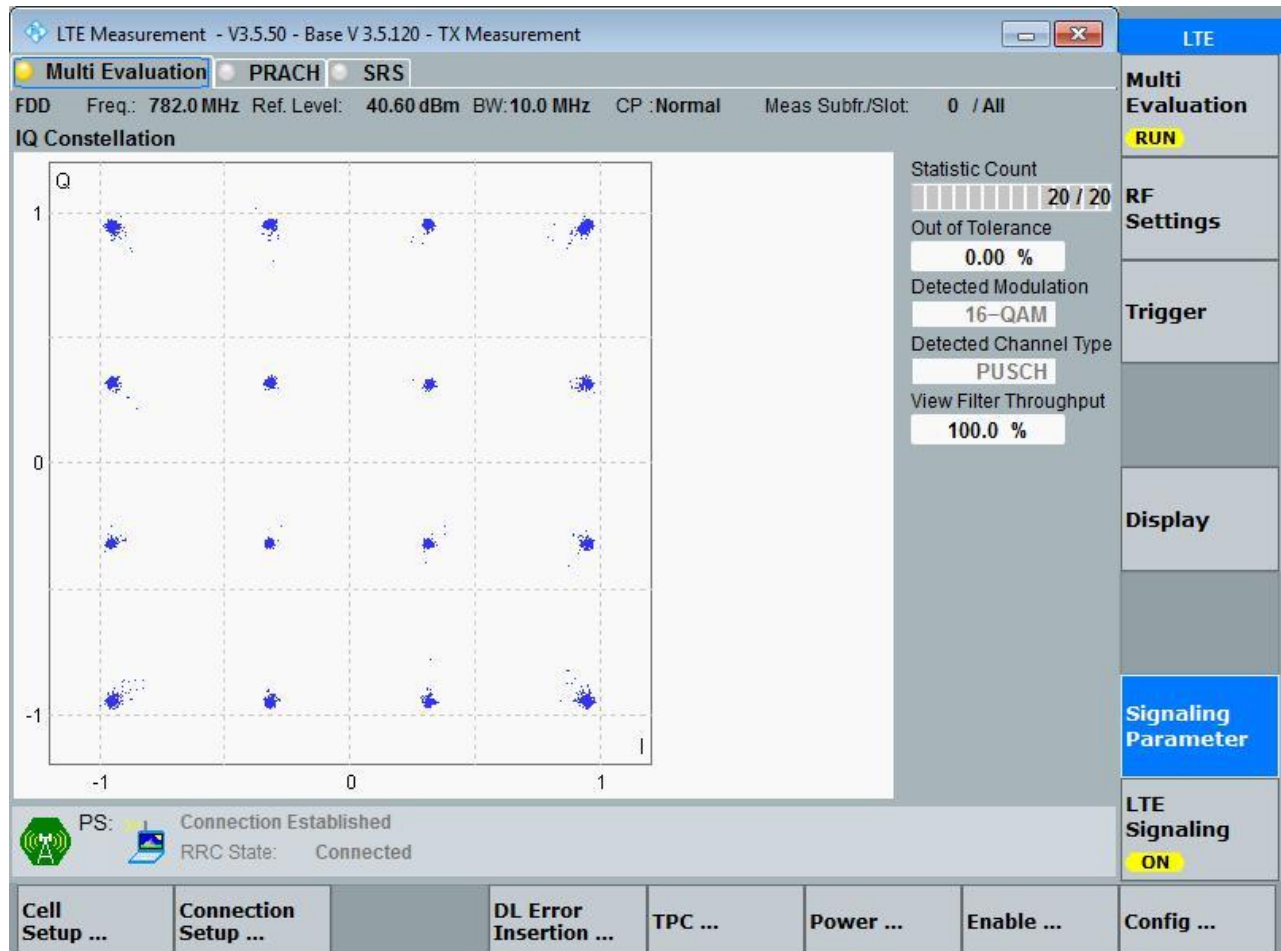 LTE Measurement - V3.5.50 - Base V 3.5.120 - TX Measurement
Multi Evaluation PRACH SRS
FDD Freq.: 782.0 MHz Ref. Level: 40.60 dBm BW: 10.0 MHz CP :Normal Meas Subfr./Slot: 0 / All
IQ Constellation
Q
1
0
-1
I
-1 0 1
Statistic Count
20 / 20
Out of Tolerance
0.00 %
Detected Modulation
16-QAM
Detected Channel Type
PUSCH
View Filter Throughput
100.0 %
PS: Connection Established
RRC State: Connected
LTE
Multi
Evaluation
RUN
RF
Settings
Trigger
Display
Signaling
Parameter
LTE
Signaling
ON
Cell
Setup ...
Connection
Setup ...
DL Error
Insertion ...
TPC ...
Power ...
Enable ...
Config ...